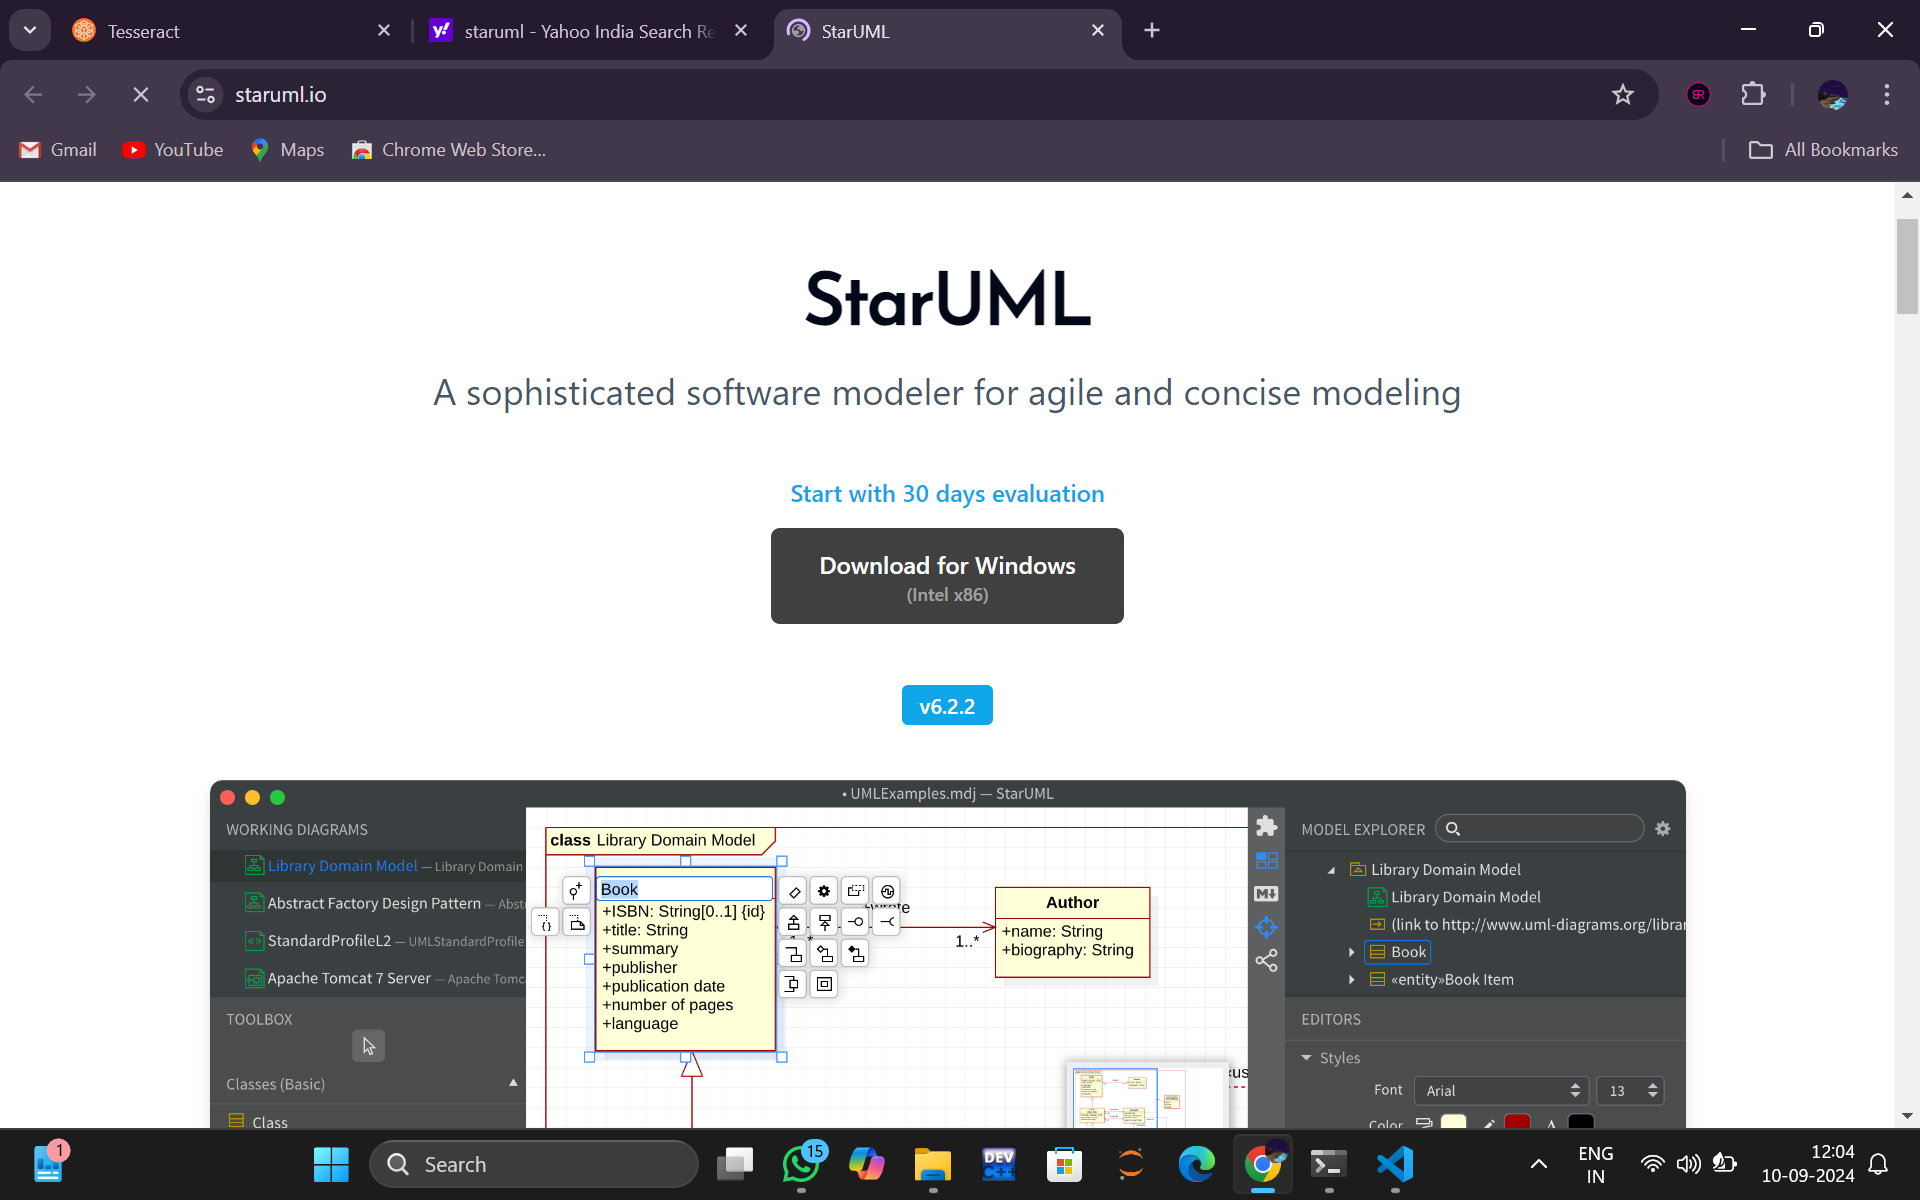 Tesseract
staruml - Yahoo India Search Re
StarUML
staruml.io
Gmail
YouTube
Maps
Chrome Web Store...
All Bookmarks
StarUML
A sophisticated software modeler for agile and concise modeling
Start with 30 days evaluation
Download for Windows
(Intel x86)
v6.2.2
• UMLExamples.mdj — StarUML
WORKING DIAGRAMS
Library Domain Model — Library Domain
Abstract Factory Design Pattern — Abst
StandardProfileL2 — UMLStandardProfile
Apache Tomcat 7 Server — Apache Tomc
TOOLBOX
Classes (Basic)
Class
class Library Domain Model
Book
+ISBN: String[0..1] {id}
+title: String
+summary
+publisher
+publication date
+number of pages
+language
1..*
Author
+name: String
+biography: String
MODEL EXPLORER
Library Domain Model
Library Domain Model
(link to http://www.uml-diagrams.org/librar
Book
«entity»Book Item
EDITORS
Styles
Font
Arial
13
Color
1
Search
15
DEV
C++
ENG
IN
12:04
10-09-2024